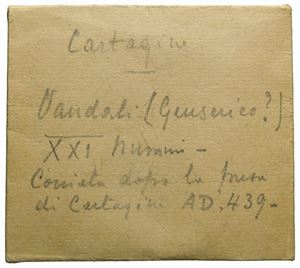 Cartagine
Vandali (Genserico?)
XXI Nummi -
Coniata dopo la presa
di Cartagine AD. 439-